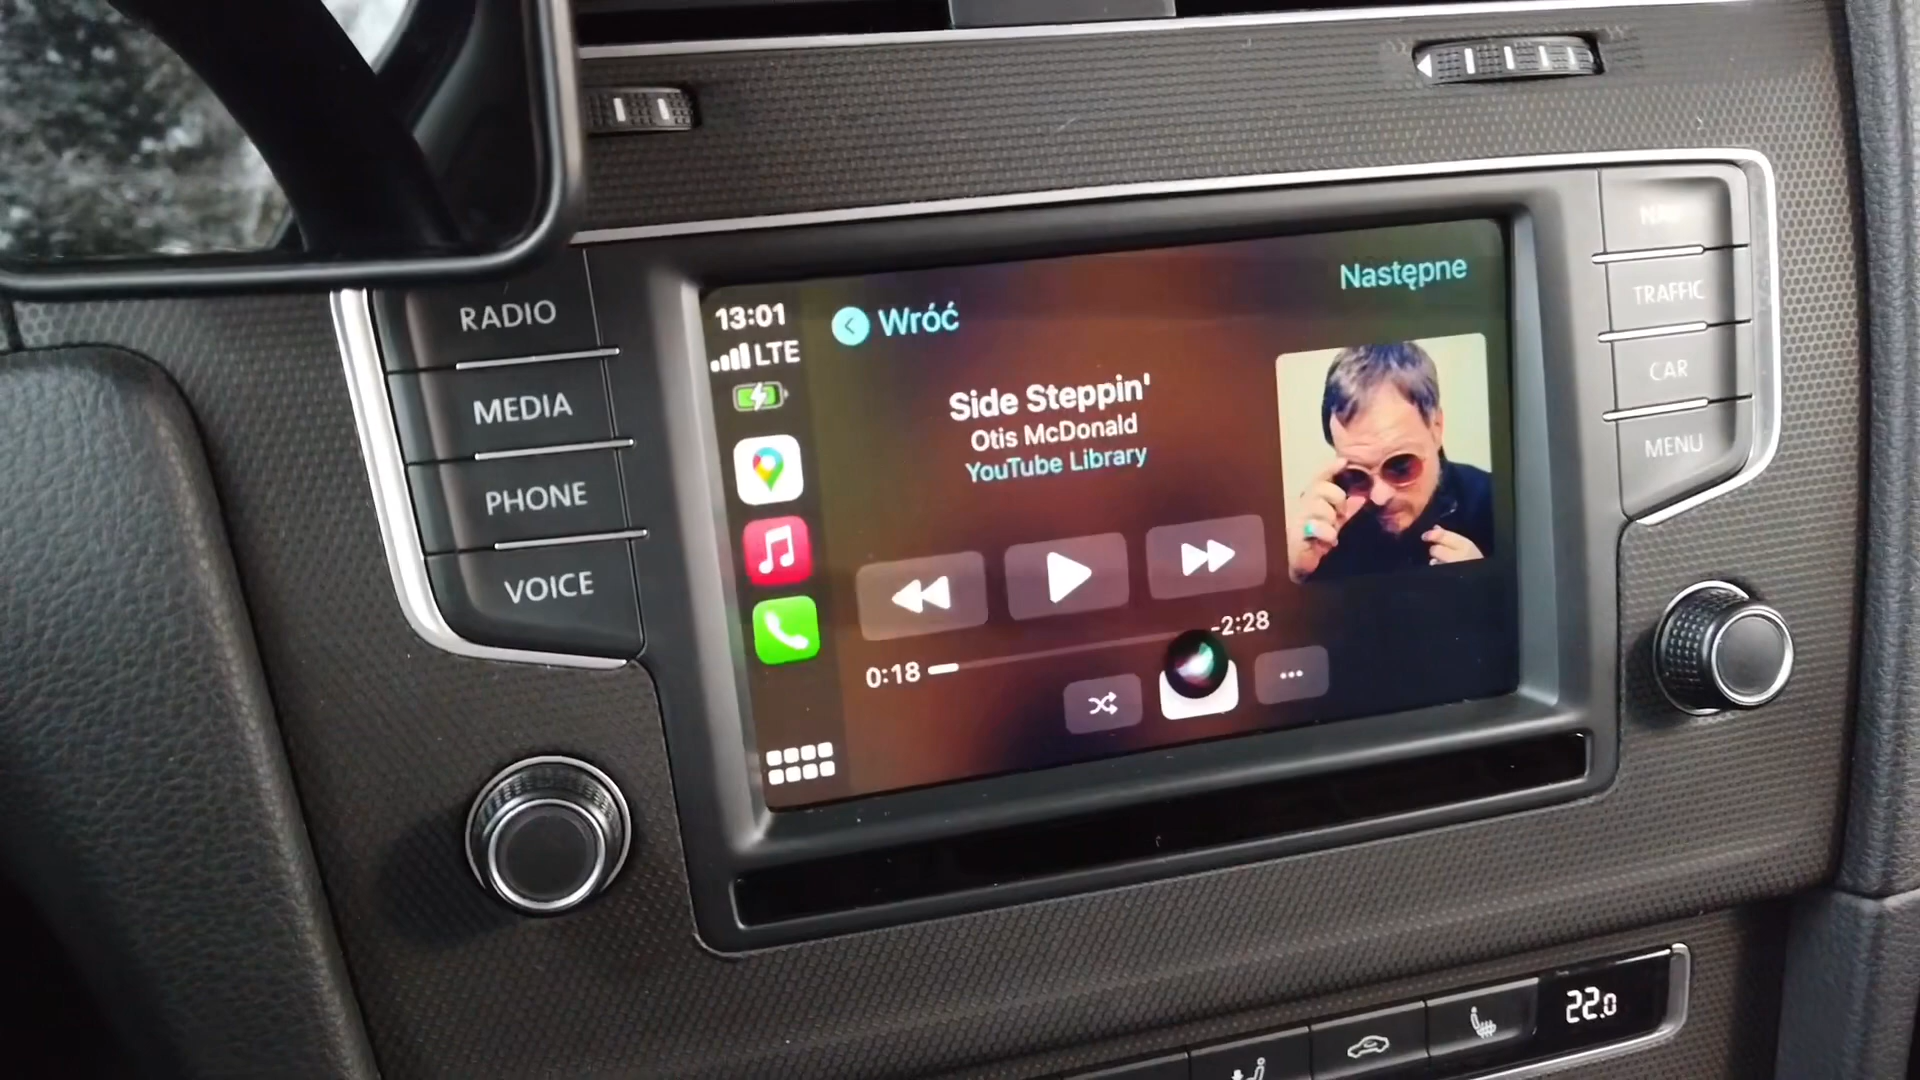 RADIO
MEDIA
PHONE
VOICE
13:01
LTE
Wróć
Następne
Side Steppin'
Otis McDonald
YouTube Library
0:18
-2:28
TRAFFIC
CAR
MENU
22.0